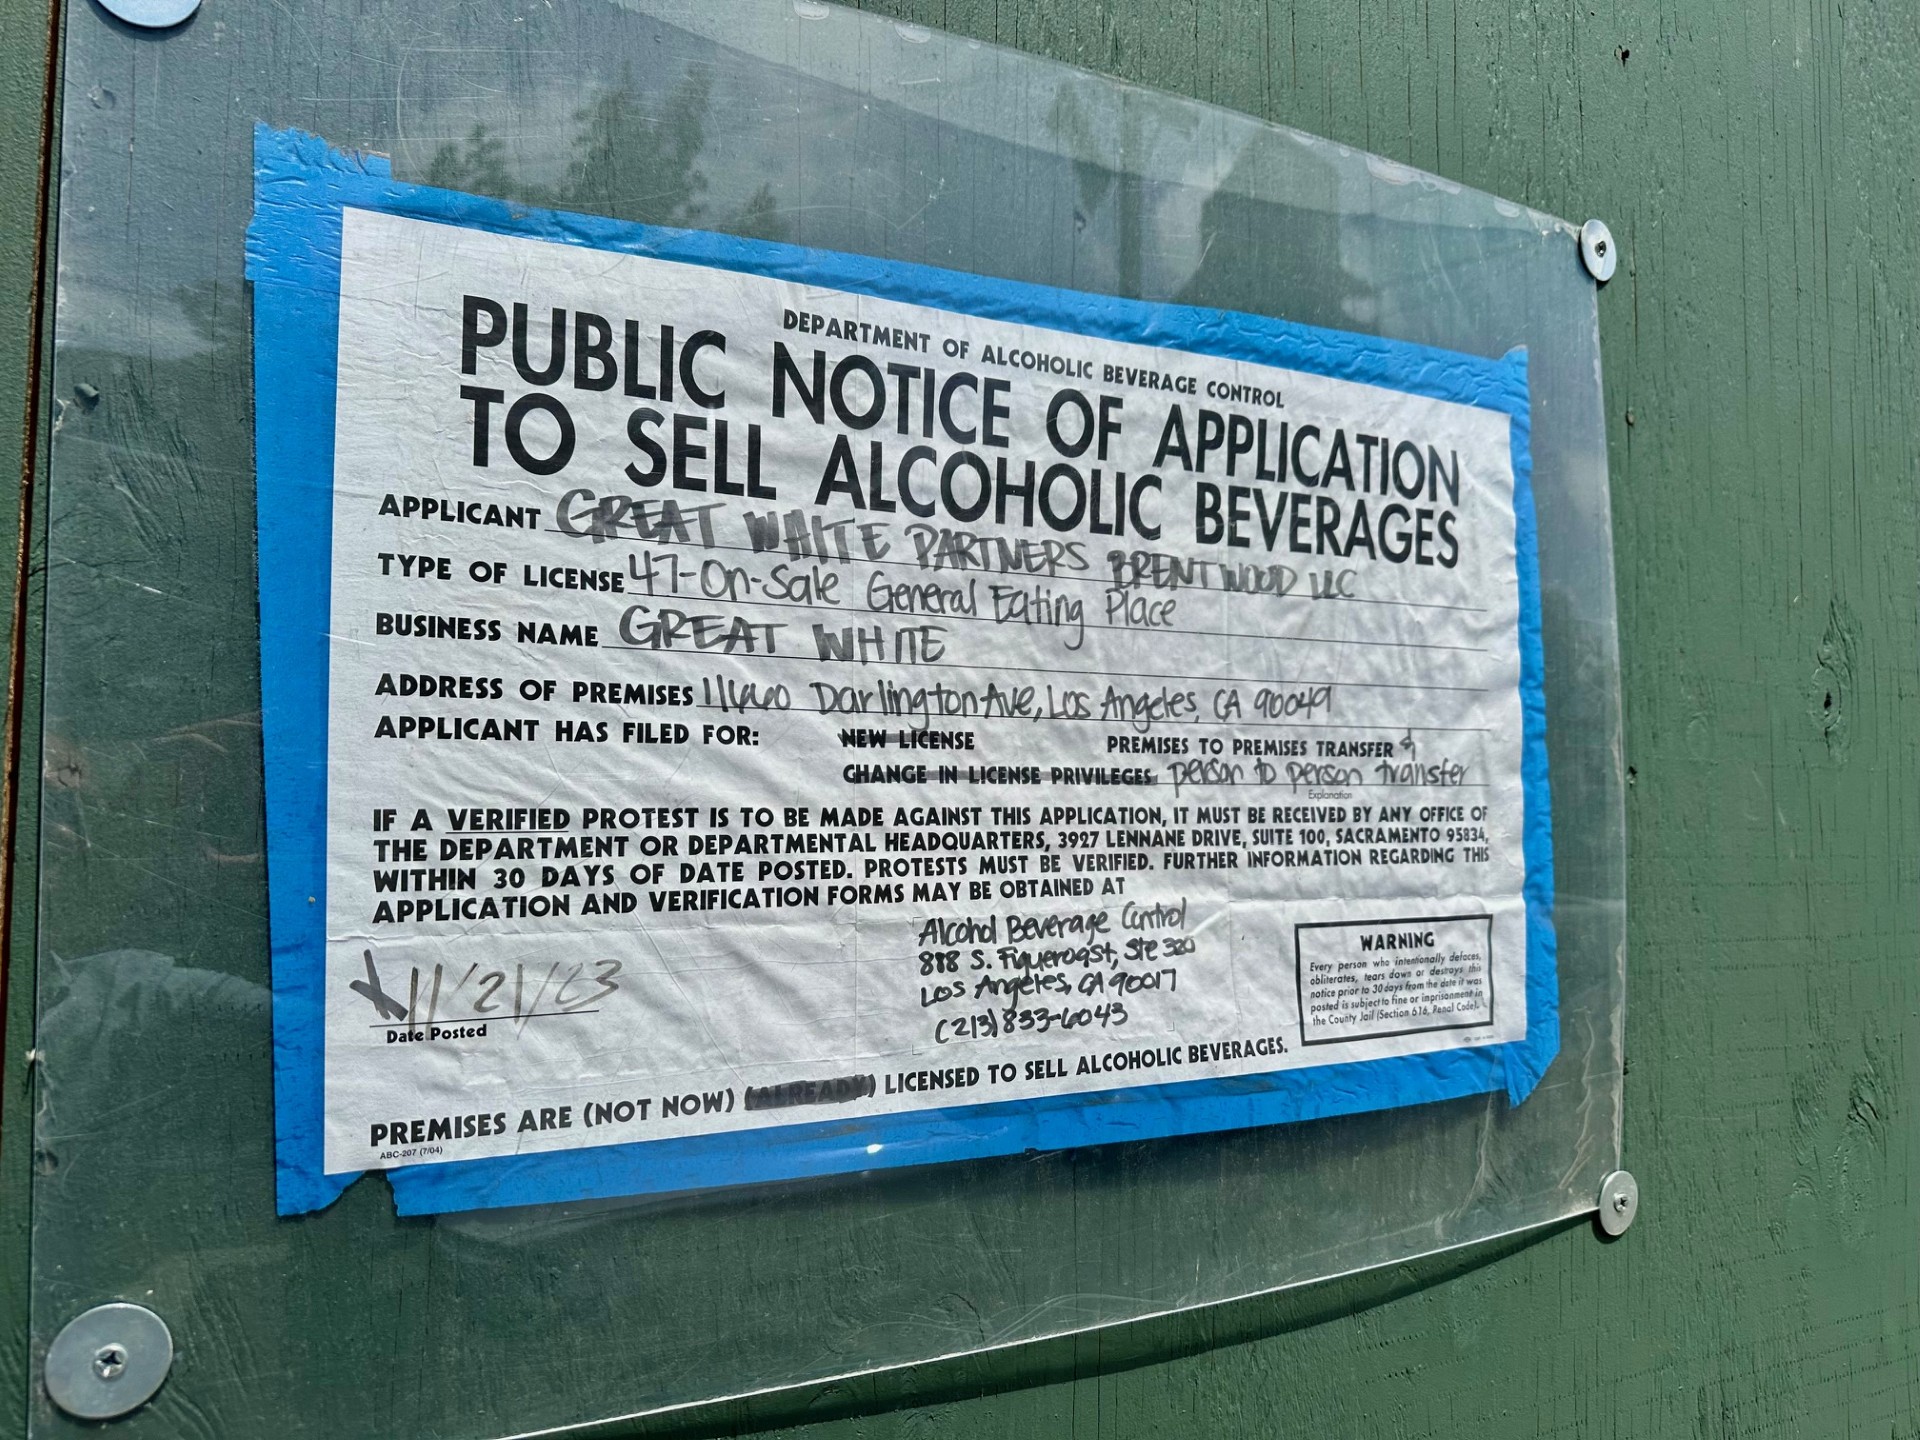 DEPARTMENT OF ALCOHOLIC BEVERAGE CONTROL
PUBLIC NOTICE OF APPLICATION
TO SELL ALCOHOLIC BEVERAGES
APPLICANT GREAT WHITE PARTNERS BRENTWOOD LLC
TYPE OF LICENSE 47-On-Sale General Eating Place
BUSINESS NAME GREAT WHITE
ADDRESS OF PREMISES 11660 Darlington Ave, Los Angeles, CA 90049
APPLICANT HAS FILED FOR: NEW LICENSE PREMISES TO PREMISES TRANSFER &
CHANGE IN LICENSE PRIVILEGES person to person transfer
Explanation
IF A VERIFIED PROTEST IS TO BE MADE AGAINST THIS APPLICATION, IT MUST BE RECEIVED BY ANY OFFICE OF
THE DEPARTMENT OR DEPARTMENTAL HEADQUARTERS, 3927 LENNANE DRIVE, SUITE 100, SACRAMENTO 95834,
WITHIN 30 DAYS OF DATE POSTED. PROTESTS MUST BE VERIFIED. FURTHER INFORMATION REGARDING THIS
APPLICATION AND VERIFICATION FORMS MAY BE OBTAINED AT
Alcohol Beverage Control
888 S. Figueroa St, Ste 320
Los Angeles, CA 90017
(213) 833-6043
X 11/21/23
Date Posted
WARNING
Every person who intentionally defaces,
obliterates, tears down or destroys this
notice prior to 30 days from the date it was
posted is subject to fine or imprisonment in
the County Jail (Section 616, Penal Code).
PREMISES ARE (NOT NOW) (ALREADY) LICENSED TO SELL ALCOHOLIC BEVERAGES.
ABC-207 (7/04)